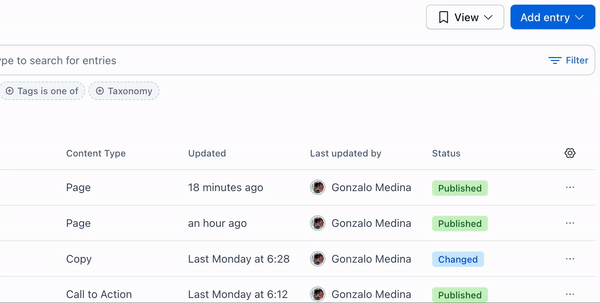 View Add entry
ype to search for entries Filter
Tags is one of Taxonomy
Content Type Updated Last updated by Status
Page 18 minutes ago Gonzalo Medina Published
Page an hour ago Gonzalo Medina Published
Copy Last Monday at 6:28 Gonzalo Medina Changed
Call to Action Last Monday at 6:12 Gonzalo Medina Published